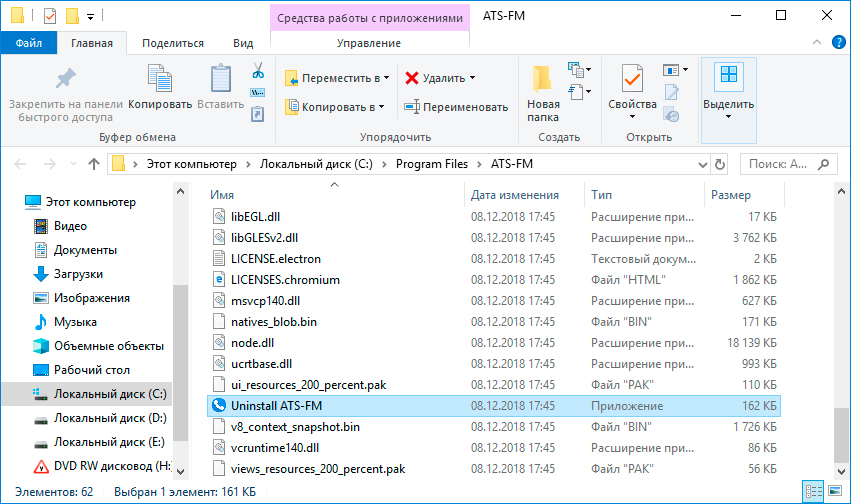 Средства работы с приложениями
ATS-FM
Файл Главная Поделиться Вид Управление
Закрепить на панели быстрого доступа
Копировать
Вставить
Буфер обмена
Переместить в
Копировать в
Удалить
Переименовать
Упорядочить
Новая папка
Создать
Свойства
Открыть
Выделить
Этот компьютер > Локальный диск (C:) > Program Files > ATS-FM
Поиск: A...
Этот компьютер
Видео
Документы
Загрузки
Изображения
Музыка
Объемные объекты
Рабочий стол
Локальный диск (C:)
Локальный диск (D:)
Локальный диск (E:)
DVD RW дисковод (H:
Имя Дата изменения Тип Размер
libEGL.dll 08.12.2018 17:45 Расширение при... 17 КБ
libGLESv2.dll 08.12.2018 17:45 Расширение при... 3 762 КБ
LICENSE.electron 08.12.2018 17:45 Текстовый докум... 2 КБ
LICENSES.chromium 08.12.2018 17:45 Файл "HTML" 1 862 КБ
msvcp140.dll 08.12.2018 17:45 Расширение при... 627 КБ
natives_blob.bin 08.12.2018 17:45 Файл "BIN" 171 КБ
node.dll 08.12.2018 17:45 Расширение при... 18 139 КБ
ucrtbase.dll 08.12.2018 17:45 Расширение при... 993 КБ
ui_resources_200_percent.pak 08.12.2018 17:45 Файл "PAK" 110 КБ
Uninstall ATS-FM 08.12.2018 17:45 Приложение 162 КБ
v8_context_snapshot.bin 08.12.2018 17:45 Файл "BIN" 1 726 КБ
vcruntime140.dll 08.12.2018 17:45 Расширение при... 86 КБ
views_resources_200_percent.pak 08.12.2018 17:45 Файл "PAK" 56 КБ
Элементов: 62 Выбран 1 элемент: 161 КБ